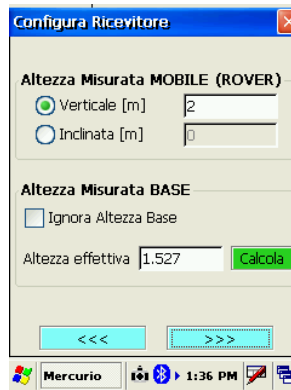 Configura Ricevitore
Altezza Misurata MOBILE (ROVER)
Verticale [m] 2
Inclinata [m] 0
Altezza Misurata BASE
Ignora Altezza Base
Altezza effettiva 1.527 Calcola
<<< >>>
Mercurio 1:36 PM